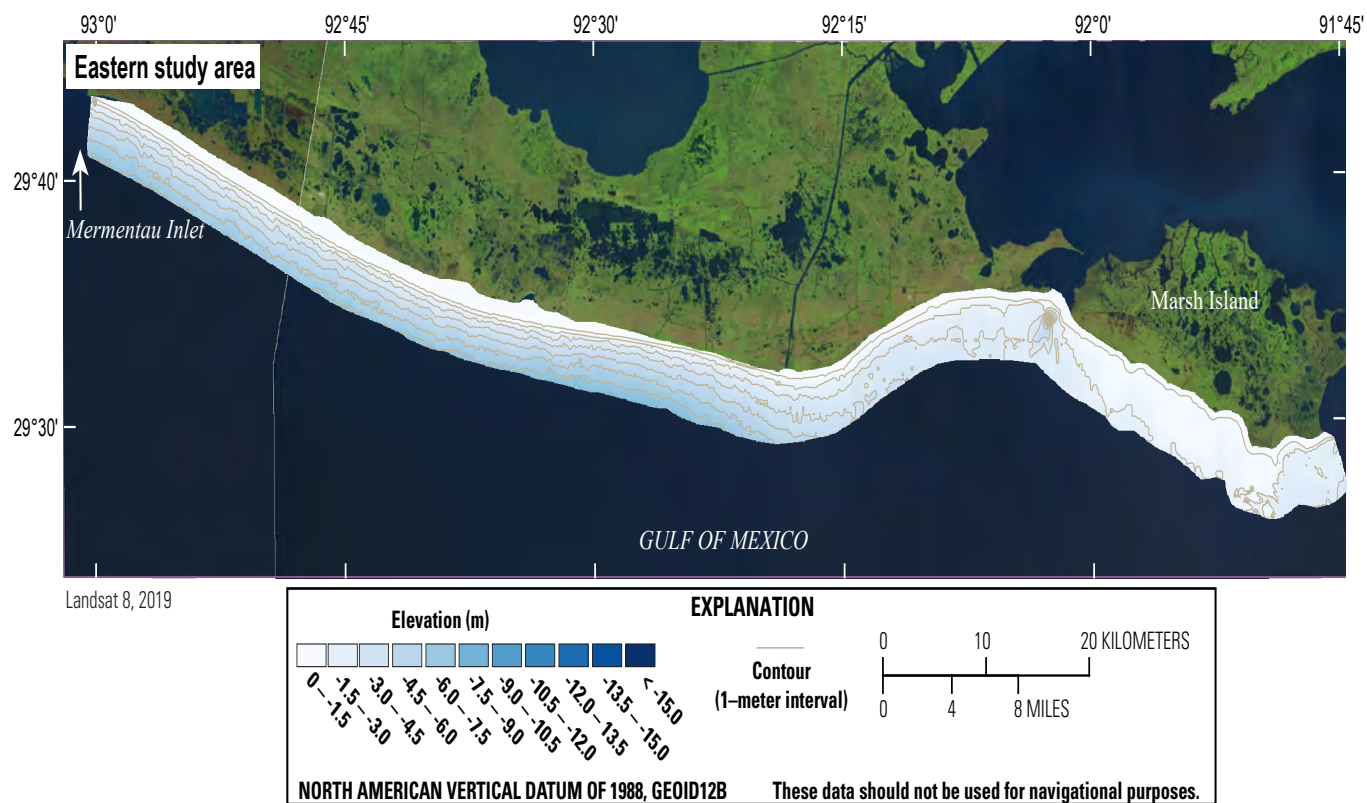 93°0' 92°45' 92°30' 92°15' 92°0' 91°45'
Eastern study area
29°40'
Mermentau Inlet
Marsh Island
29°30'
GULF OF MEXICO
Landsat 8, 2019
EXPLANATION
Elevation (m)
0 – -1.5
-1.5 – -3.0
-3.0 – -4.5
-4.5 – -6.0
-6.0 – -7.5
-7.5 – -9.0
-9.0 – -10.5
-10.5 – -12.0
-12.0 – -13.5
-13.5 – -15.0
< -15.0
Contour
(1–meter interval)
0 10 20 KILOMETERS
0 4 8 MILES
NORTH AMERICAN VERTICAL DATUM OF 1988, GEOID12B These data should not be used for navigational purposes.